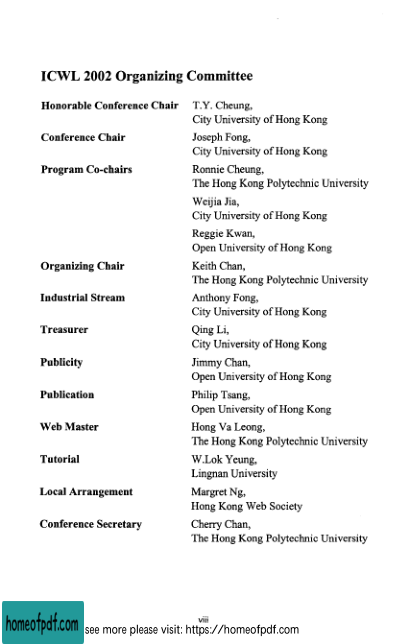 ICWL 2002 Organizing Committee
Honorable Conference Chair T.Y. Cheung,
City University of Hong Kong
Conference Chair Joseph Fong,
City University of Hong Kong
Program Co-chairs Ronnie Cheung,
The Hong Kong Polytechnic University
Weijia Jia,
City University of Hong Kong
Reggie Kwan,
Open University of Hong Kong
Organizing Chair Keith Chan,
The Hong Kong Polytechnic University
Industrial Stream Anthony Fong,
City University of Hong Kong
Treasurer Qing Li,
City University of Hong Kong
Publicity Jimmy Chan,
Open University of Hong Kong
Publication Philip Tsang,
Open University of Hong Kong
Web Master Hong Va Leong,
The Hong Kong Polytechnic University
Tutorial W.Lok Yeung,
Lingnan University
Local Arrangement Margret Ng,
Hong Kong Web Society
Conference Secretary Cherry Chan,
The Hong Kong Polytechnic University
viii
homeofpdf.com
see more please visit: https://homeofpdf.com